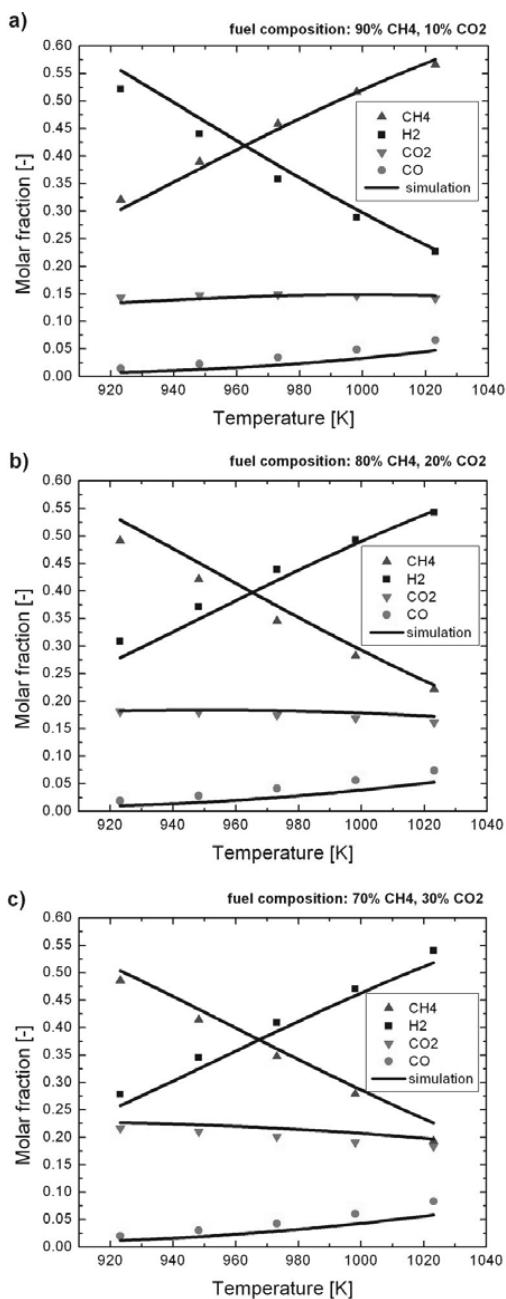 a)
fuel composition: 90% CH4, 10% CO2
0.60
0.55
0.50
0.45
0.40
0.35
0.30
0.25
0.20
0.15
0.10
0.05
0.00
Molar fraction [-]
CH4
H2
CO2
CO
simulation
920 940 960 980 1000 1020 1040
Temperature [K]
b)
fuel composition: 80% CH4, 20% CO2
0.60
0.55
0.50
0.45
0.40
0.35
0.30
0.25
0.20
0.15
0.10
0.05
0.00
Molar fraction [-]
CH4
H2
CO2
CO
simulation
920 940 960 980 1000 1020 1040
Temperature [K]
c)
fuel composition: 70% CH4, 30% CO2
0.60
0.55
0.50
0.45
0.40
0.35
0.30
0.25
0.20
0.15
0.10
0.05
0.00
Molar fraction [-]
CH4
H2
CO2
CO
simulation
920 940 960 980 1000 1020 1040
Temperature [K]